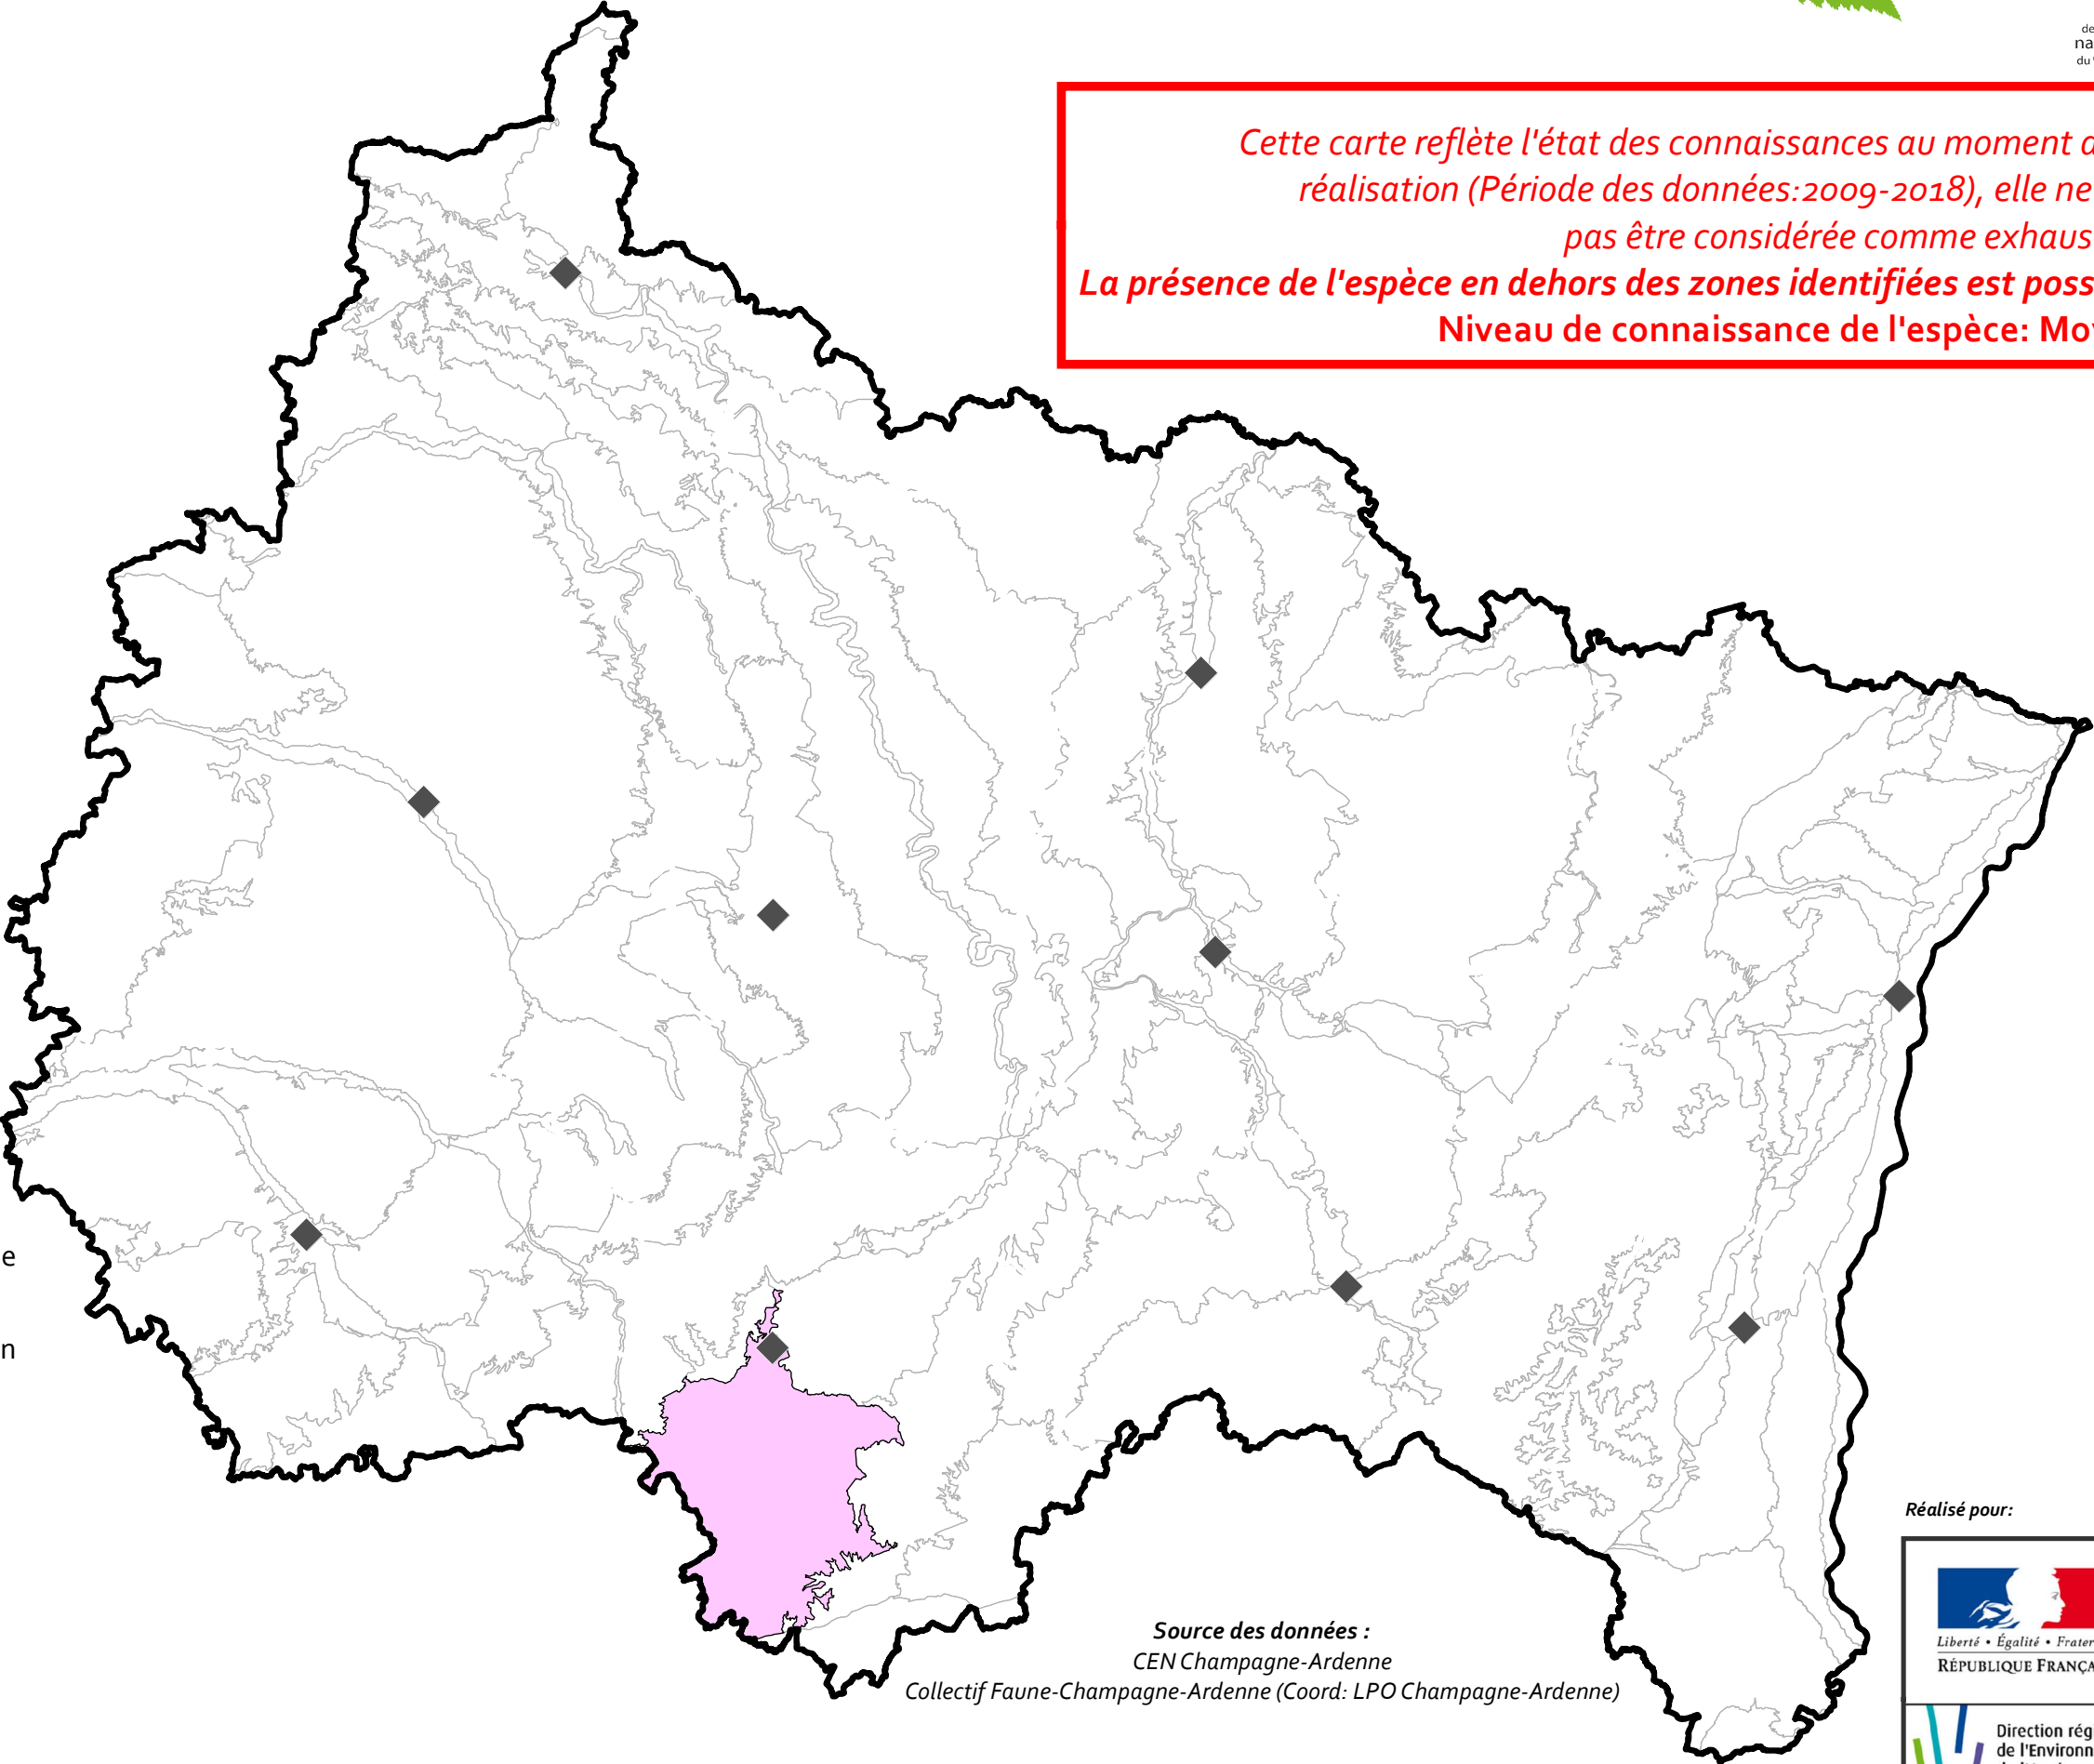 de
na
du
Cette carte reflète l'état des connaissances au moment d
réalisation (Période des données:2009-2018), elle ne
pas être considérée comme exhaus
La présence de l'espèce en dehors des zones identifiées est poss
Niveau de connaissance de l'espèce: Mo
e
n
Réalisé pour:
Source des données :
CEN Champagne-Ardenne
Collectif Faune-Champagne-Ardenne (Coord: LPO Champagne-Ardenne)
Liberté • Égalité • Frater
RÉPUBLIQUE FRANÇA
Direction rég
de l'Environn